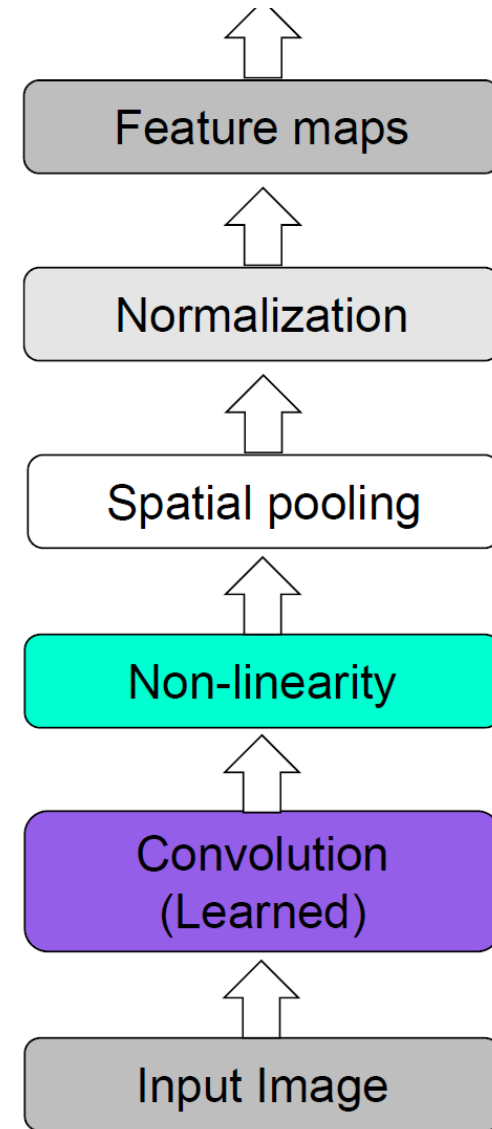 Feature maps
Normalization
Spatial pooling
Non-linearity
Convolution
(Learned)
Input Image